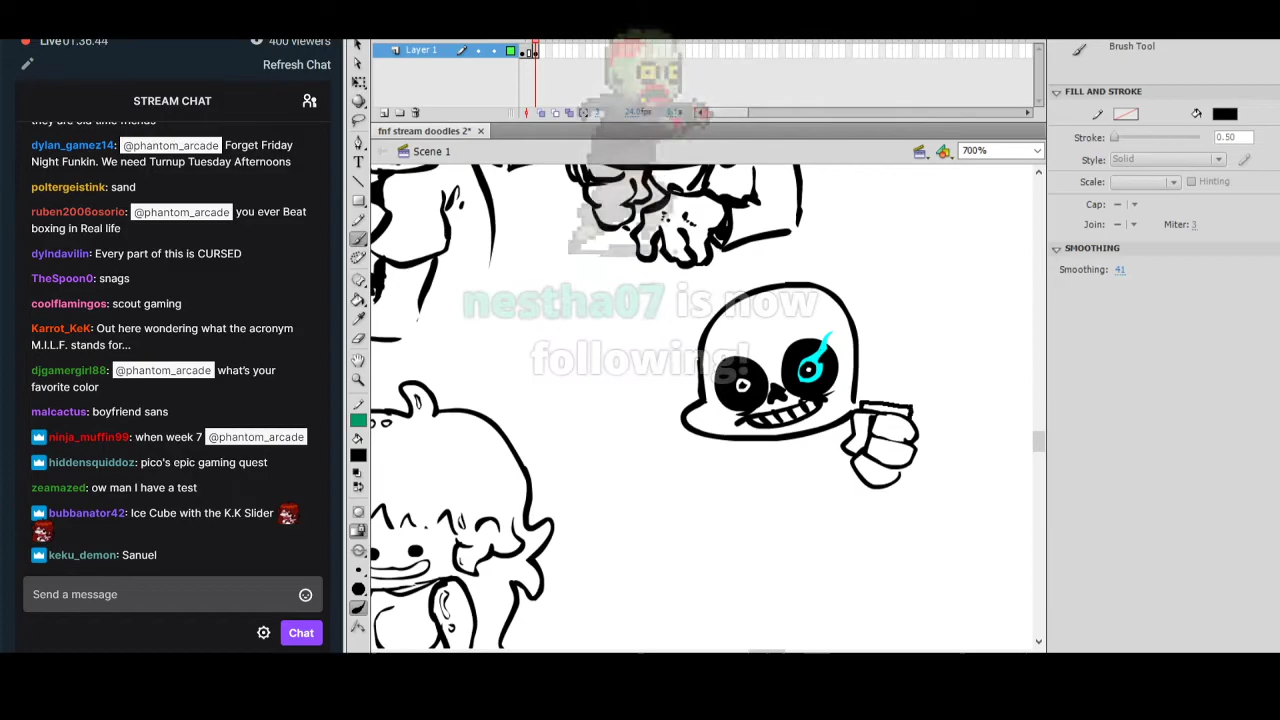 Live01:36:44
400 viewers
Refresh Chat
STREAM CHAT
they are old time friends
dylan_gamez14: @phantom_arcade Forget Friday
Night Funkin. We need Turnup Tuesday Afternoons
poltergeistink: sand
ruben2006osorio: @phantom_arcade you ever Beat
boxing in Real life
dylndavilin: Every part of this is CURSED
TheSpoon0: snags
coolflamingos: scout gaming
Karrot_KeK: Out here wondering what the acronym
M.I.L.F. stands for...
djgamergirl88: @phantom_arcade what's your
favorite color
malcactus: boyfriend sans
ninja_muffin99: when week 7 @phantom_arcade
hiddensquiddoz: pico's epic gaming quest
zeamazed: ow man I have a test
bubbanator42: Ice Cube with the K.K Slider
keku_demon: Sanuel
Send a message
Chat
Layer 1
fnf stream doodles 2*
Scene 1
700%
nestha07 is now
following!
Brush Tool
FILL AND STROKE
Stroke: 0.50
Style: Solid
Scale: Hinting
Cap:
Join: Miter: 3
SMOOTHING
Smoothing: 41